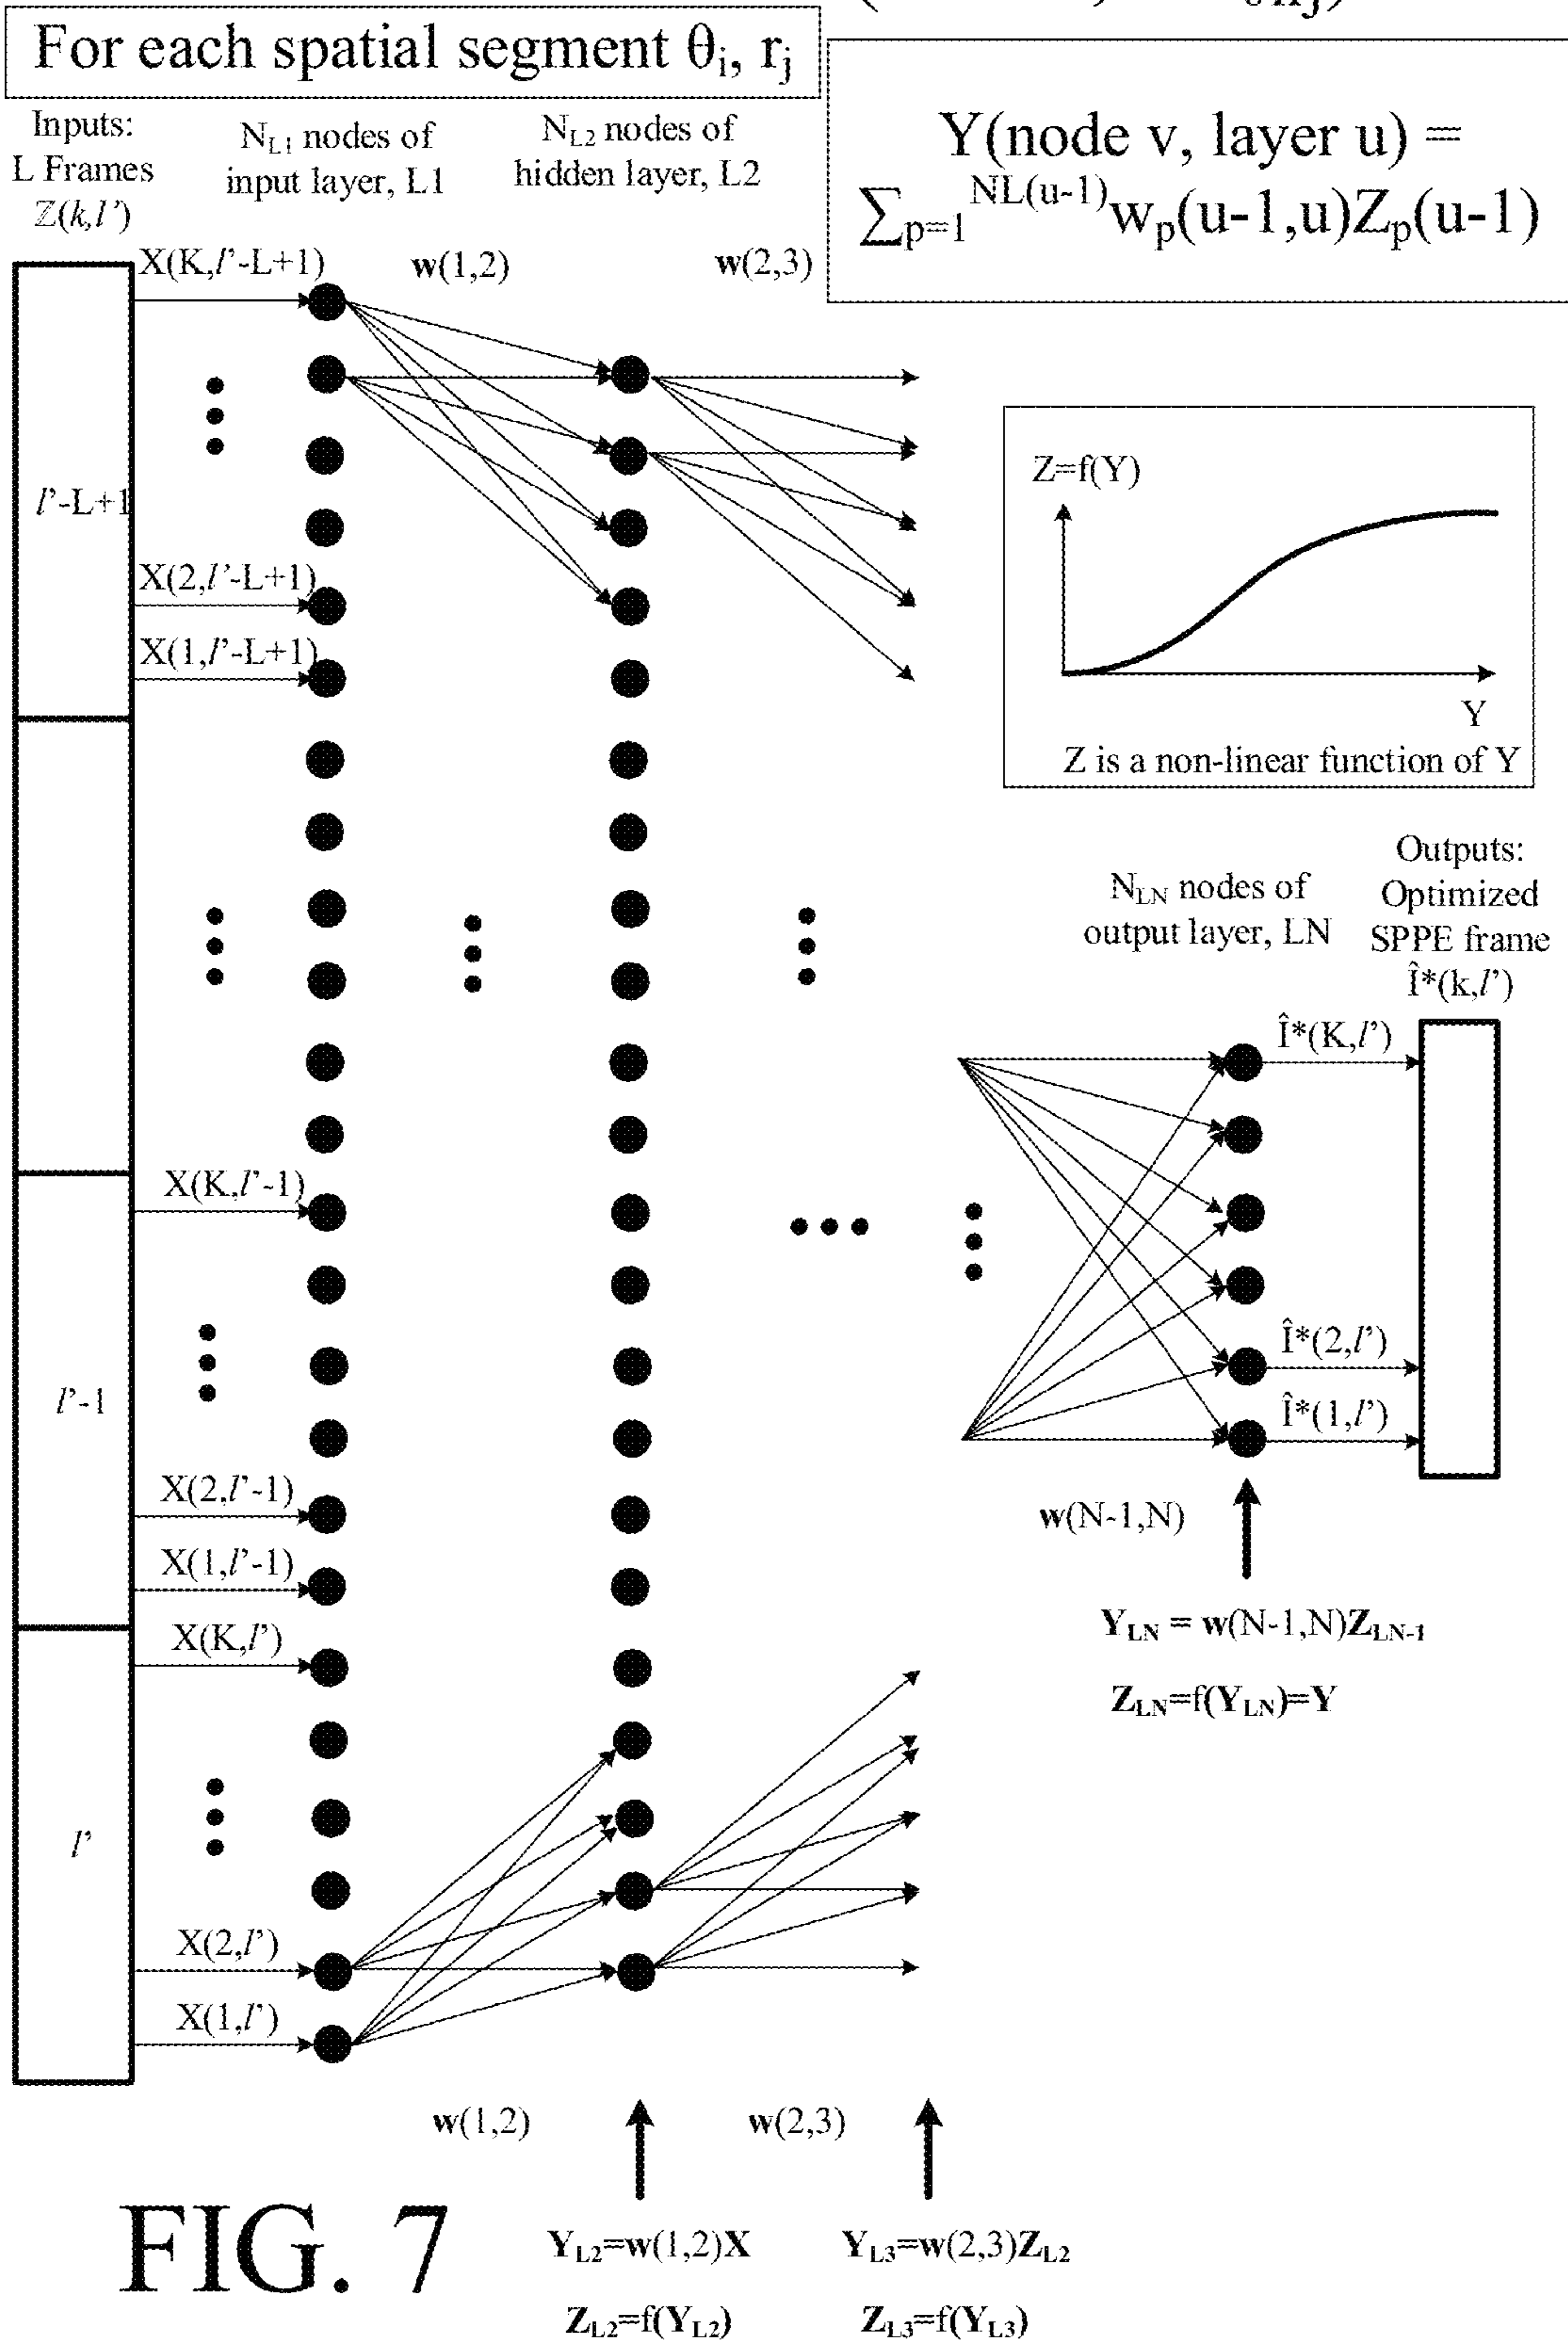 For each spatial segment θi, rj
Y(node v, layer u) =
∑p=1^NL(u-1) wp(u-1,u)Zp(u-1)
Inputs:
L Frames
ℤ(k,l')
NL1 nodes of
input layer, L1
NL2 nodes of
hidden layer, L2
X(K,l'-L+1)
w(1,2)
w(2,3)
l'-L+1
X(2,l'-L+1)
X(1,l'-L+1)
Z=f(Y)
Y
Z is a non-linear function of Y
NLN nodes of
output layer, LN
Outputs:
Optimized
SPPE frame
Î*(k,l')
Î*(K,l')
X(K,l'-1)
l'-1
Î*(2,l')
Î*(1,l')
X(2,l'-1)
X(1,l'-1)
w(N-1,N)
YLN = w(N-1,N)ZLN-1
ZLN=f(YLN)=Y
X(K,l')
l'
X(2,l')
X(1,l')
w(1,2)
w(2,3)
FIG. 7
YL2=w(1,2)X
ZL2=f(YL2)
YL3=w(2,3)ZL2
ZL3=f(YL3)